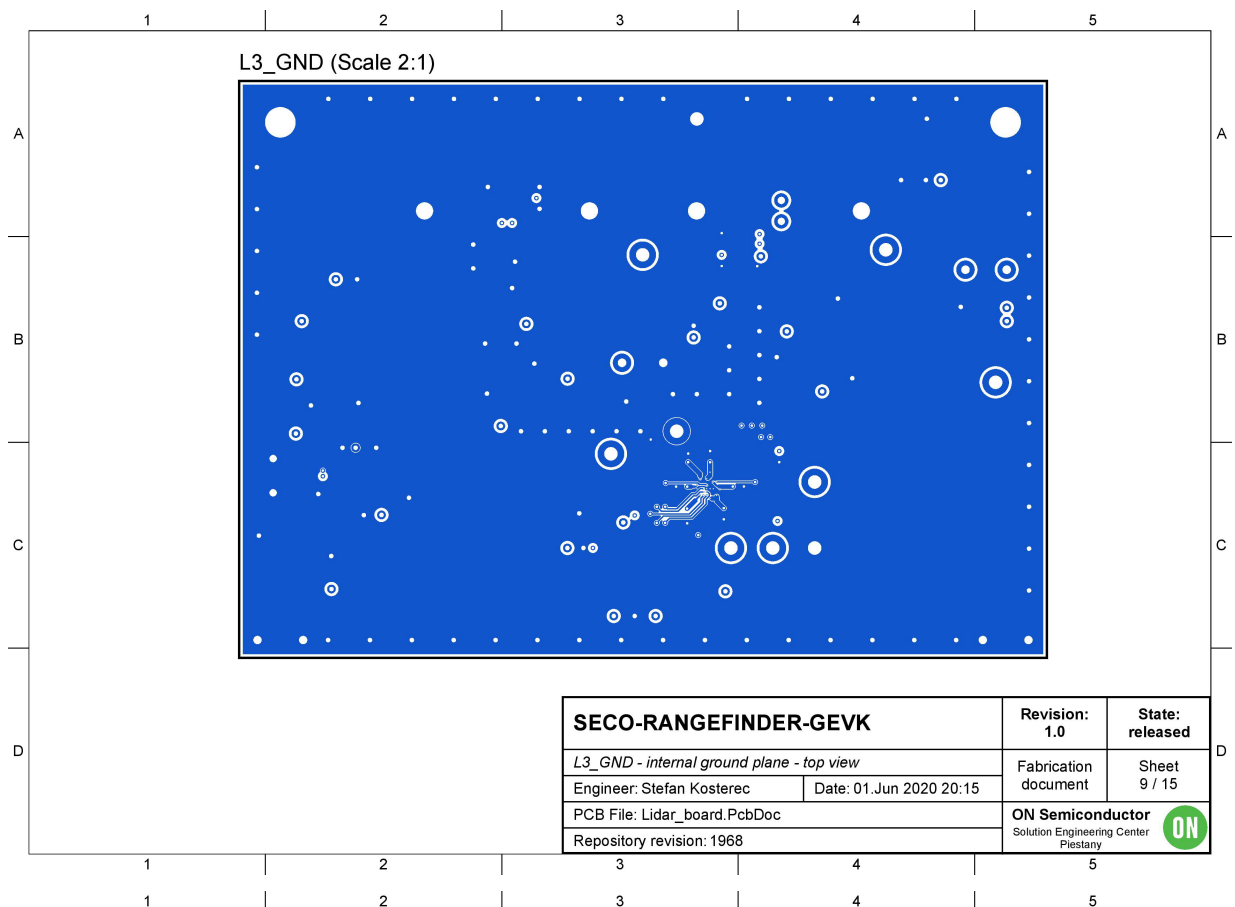 1 2 3 4 5
L3_GND (Scale 2:1)
A A
B B
C C
D D
SECO-RANGEFINDER-GEVK
Revision:
1.0
State:
released
L3_GND - internal ground plane - top view
Fabrication
document
Sheet
9 / 15
Engineer: Stefan Kosterec
Date: 01.Jun 2020 20:15
PCB File: Lidar_board.PcbDoc
Repository revision: 1968
ON Semiconductor
Solution Engineering Center
Piestany
ON
1 2 3 4 5
1 2 3 4 5